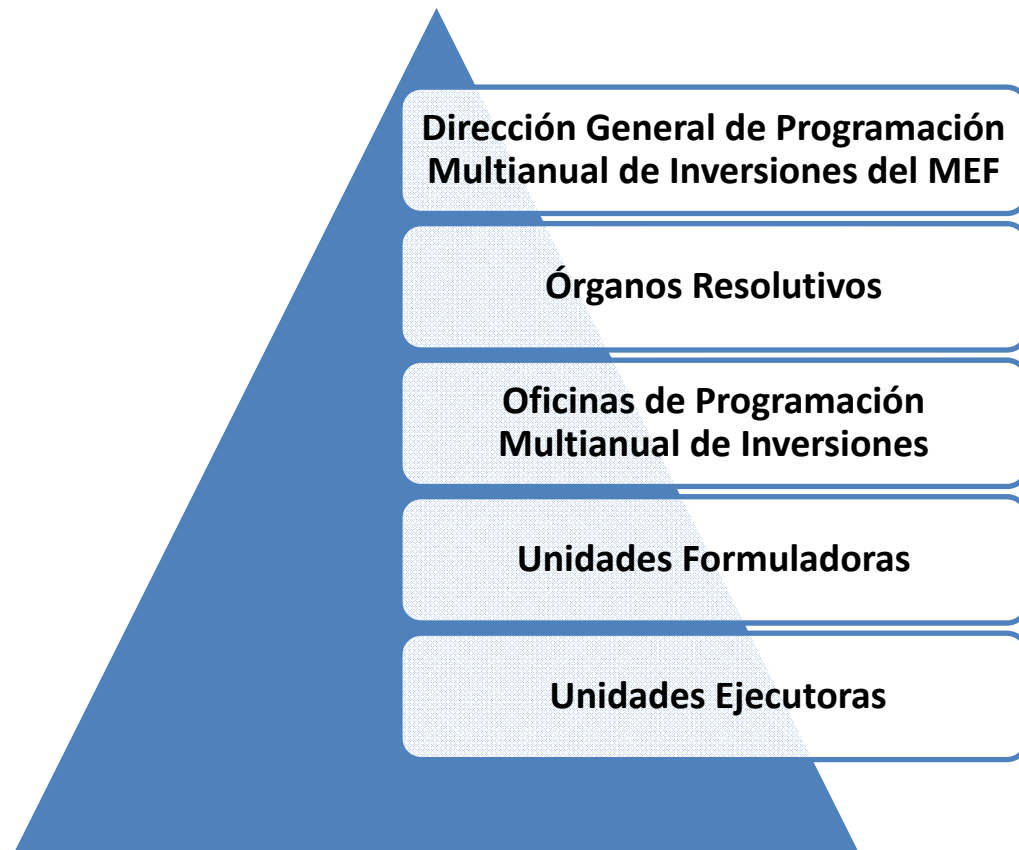 Dirección General de Programación
Multianual de Inversiones del MEF
Órganos Resolutivos
Oficinas de Programación
Multianual de Inversiones
Unidades Formuladoras
Unidades Ejecutoras